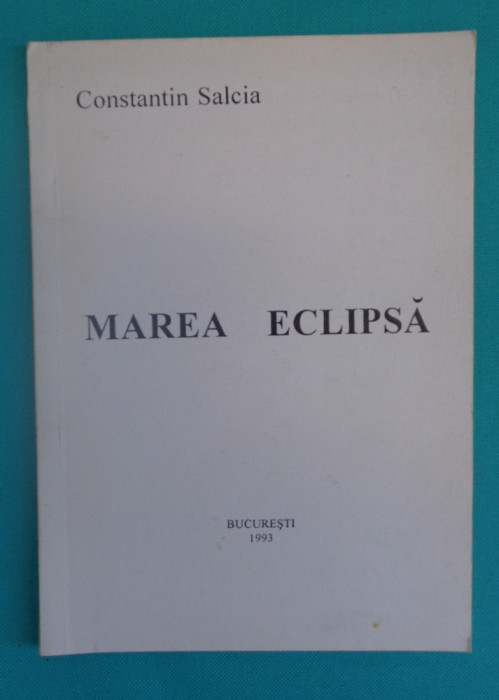 Constantin Salcia
MAREA ECLIPSĂ
BUCUREŞTI
1993